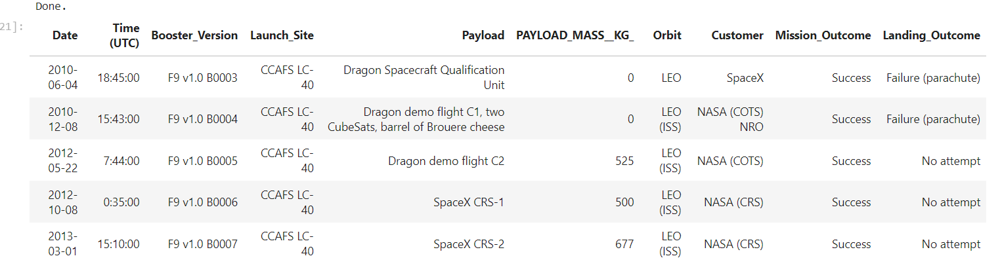 Done.
21]:
Date Time (UTC) Booster_Version Launch_Site Payload PAYLOAD_MASS__KG_ Orbit Customer Mission_Outcome Landing_Outcome
2010-06-04 18:45:00 F9 v1.0 B0003 CCAFS LC-40 Dragon Spacecraft Qualification Unit 0 LEO SpaceX Success Failure (parachute)
2010-12-08 15:43:00 F9 v1.0 B0004 CCAFS LC-40 Dragon demo flight C1, two CubeSats, barrel of Brouere cheese 0 LEO (ISS) NASA (COTS) NRO Success Failure (parachute)
2012-05-22 7:44:00 F9 v1.0 B0005 CCAFS LC-40 Dragon demo flight C2 525 LEO (ISS) NASA (COTS) Success No attempt
2012-10-08 0:35:00 F9 v1.0 B0006 CCAFS LC-40 SpaceX CRS-1 500 LEO (ISS) NASA (CRS) Success No attempt
2013-03-01 15:10:00 F9 v1.0 B0007 CCAFS LC-40 SpaceX CRS-2 677 LEO (ISS) NASA (CRS) Success No attempt